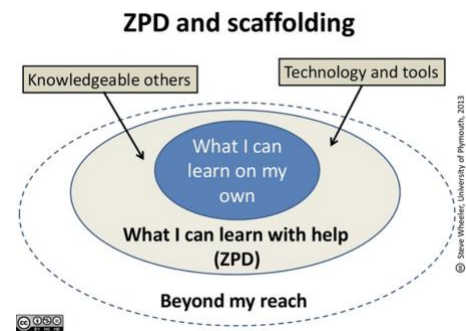 ZPD and scaffolding
Knowledgeable others
Technology and tools
What I can
learn on my
own
What I can learn with help
(ZPD)
Beyond my reach
Steve Wheeler, University of Plymouth, 2013
cc